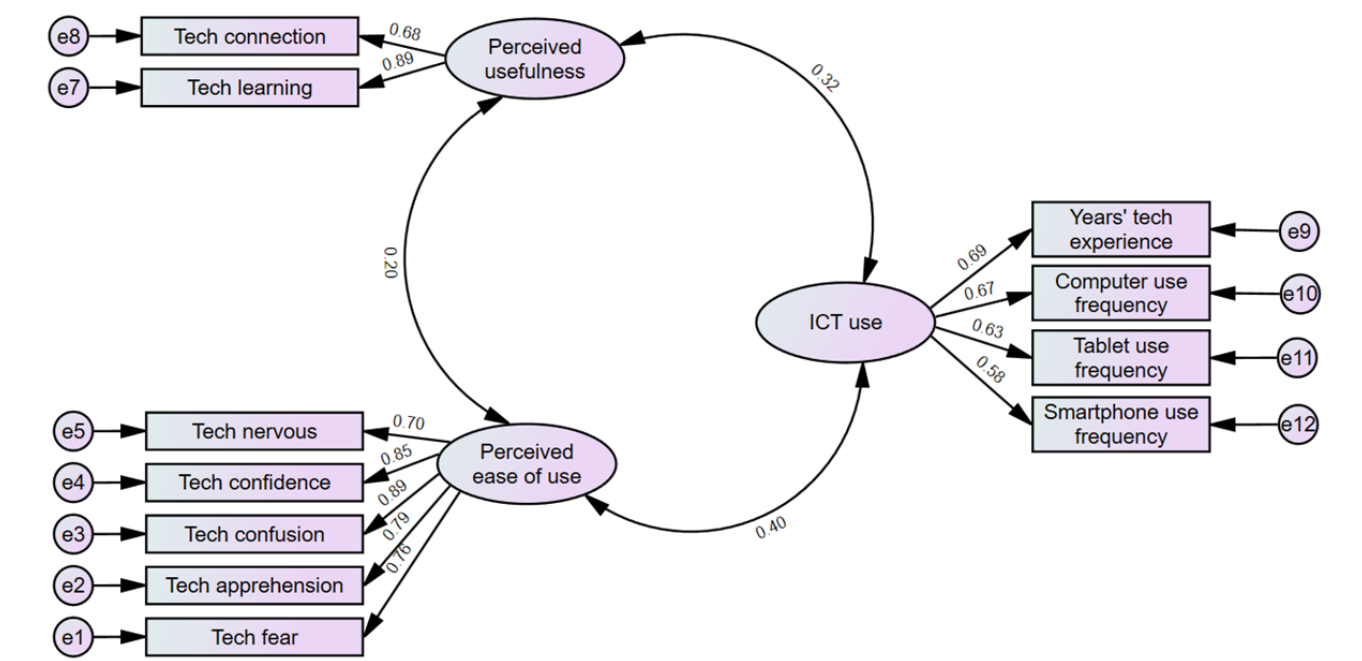 e8
Tech connection
0.68
Perceived
usefulness
e7
Tech learning
0.89
0.32
0.20
Years' tech
experience
e9
0.69
Computer use
frequency
e10
0.67
ICT use
Tablet use
frequency
e11
0.63
Smartphone use
frequency
e12
0.58
e5
Tech nervous
0.70
Perceived
ease of use
e4
Tech confidence
0.85
e3
Tech confusion
0.89
e2
Tech apprehension
0.79
e1
Tech fear
0.76
0.40